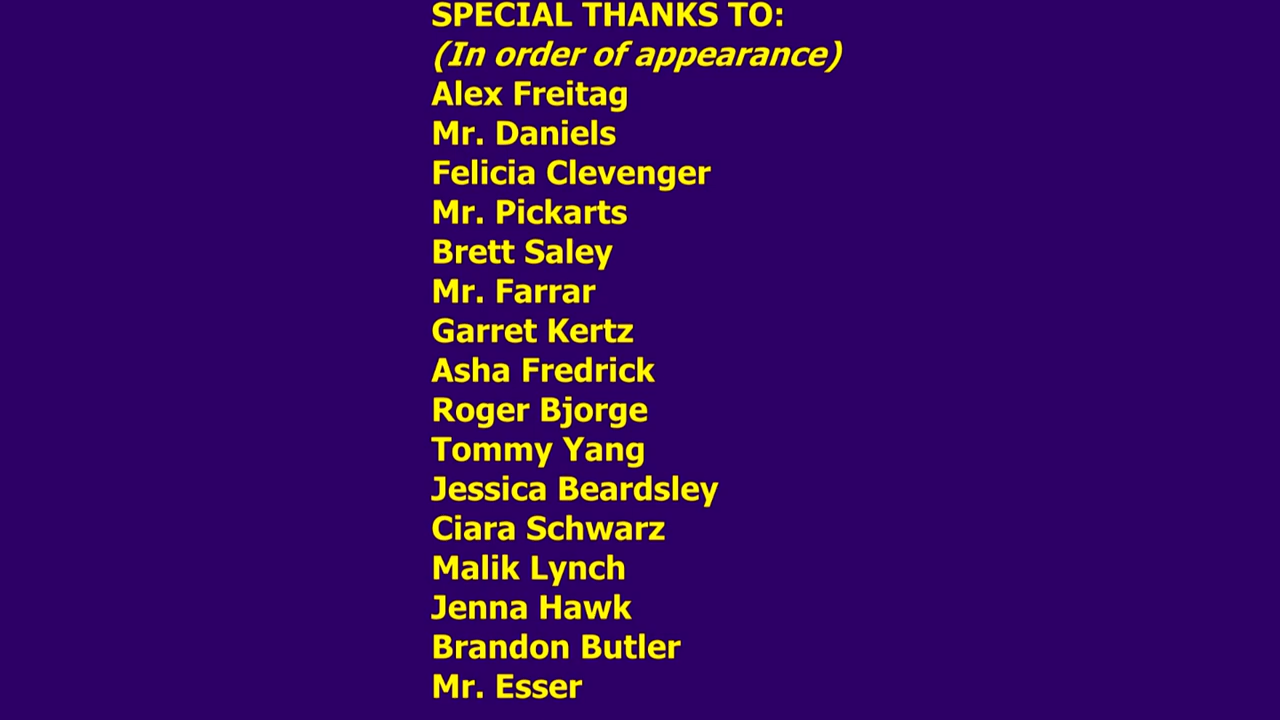 SPECIAL THANKS TO:
(In order of appearance)
Alex Freitag
Mr. Daniels
Felicia Clevenger
Mr. Pickarts
Brett Saley
Mr. Farrar
Garret Kertz
Asha Fredrick
Roger Bjorge
Tommy Yang
Jessica Beardsley
Ciara Schwarz
Malik Lynch
Jenna Hawk
Brandon Butler
Mr. Esser